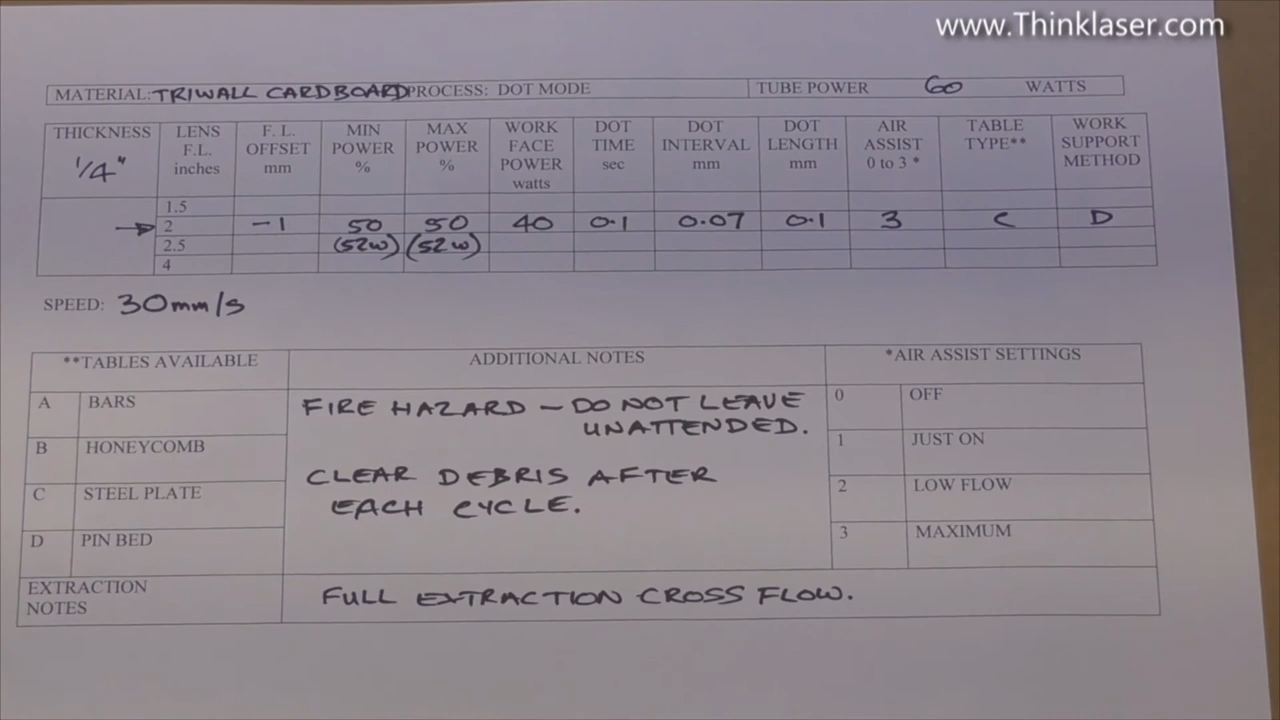 www.Thinklaser.com
MATERIAL: TRIWALL CARDBOARD PROCESS: DOT MODE TUBE POWER 60 WATTS
THICKNESS LENS F. L. MIN MAX WORK DOT DOT DOT AIR TABLE WORK
1/4" F.L. OFFSET POWER POWER FACE TIME INTERVAL LENGTH ASSIST TYPE** SUPPORT
inches mm % % POWER sec mm mm 0 to 3 * METHOD
watts
1.5
2 -1 50 50 40 0.1 0.07 0.1 3 C D
2.5 (52W) (52W)
4
SPEED: 30mm/s
**TABLES AVAILABLE ADDITIONAL NOTES *AIR ASSIST SETTINGS
A BARS FIRE HAZARD - DO NOT LEAVE 0 OFF
UNATTENDED.
B HONEYCOMB 1 JUST ON
CLEAR DEBRIS AFTER
C STEEL PLATE EACH CYCLE. 2 LOW FLOW
D PIN BED 3 MAXIMUM
EXTRACTION FULL EXTRACTION CROSS FLOW.
NOTES